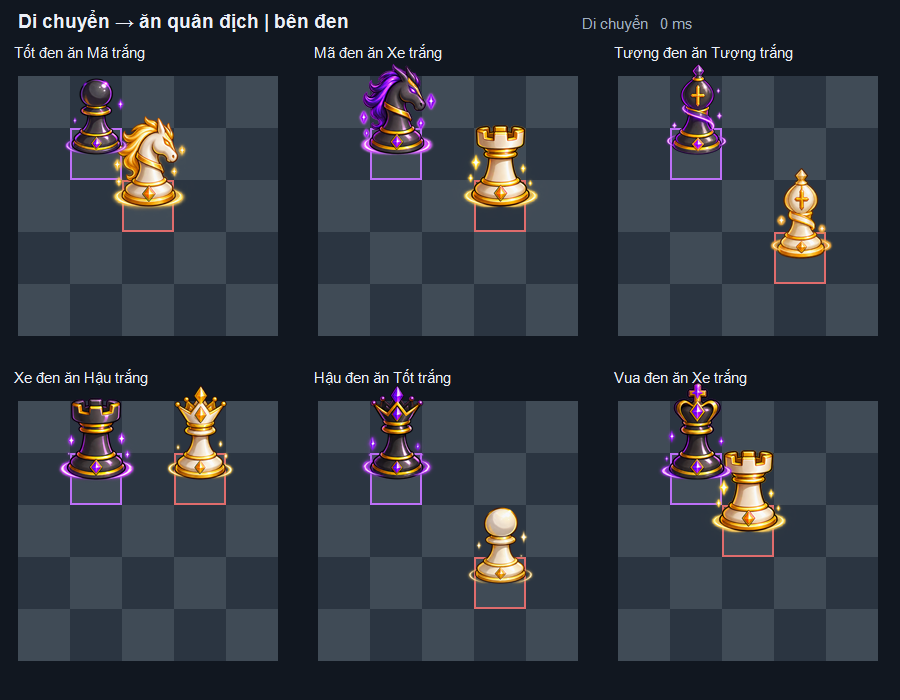 Di chuyển → ăn quân địch | bên đen
Di chuyển 0 ms
Tốt đen ăn Mã trắng
Mã đen ăn Xe trắng
Tượng đen ăn Tượng trắng
Xe đen ăn Hậu trắng
Hậu đen ăn Tốt trắng
Vua đen ăn Xe trắng